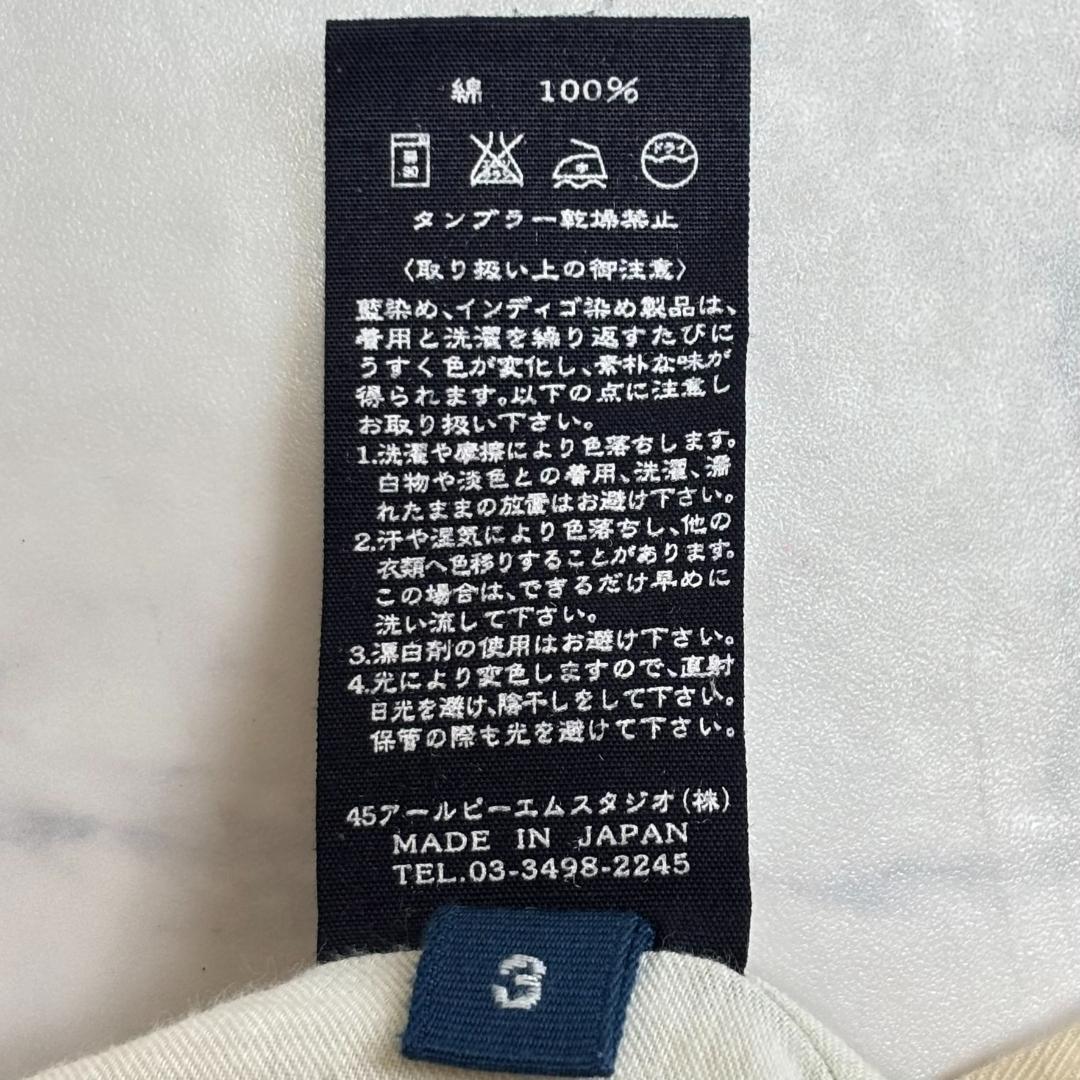 綿 100%
弱
30
エンソ
サラシ
中
ドライ
タンブラー乾燥禁止
〈取り扱い上の御注意〉
藍染め、インディゴ染め製品は、
着用と洗濯を繰り返すたびに
うすく色が変化し、素朴な味が
得られます。以下の点に注意し
お取り扱い下さい。
1.洗濯や摩擦により色落ちします。
白物や淡色との着用、洗濯、濡
れたままの放置はお避け下さい。
2.汗や湿気により色落ちし、他の
衣類へ色移りすることがあります。
この場合は、できるだけ早めに
洗い流して下さい。
3.漂白剤の使用はお避け下さい。
4.光により変色しますので、直射
日光を避け、陰干しをして下さい。
保管の際も光を避けて下さい。
45アールピーエムスタジオ(株)
MADE IN JAPAN
TEL.03-3498-2245
3